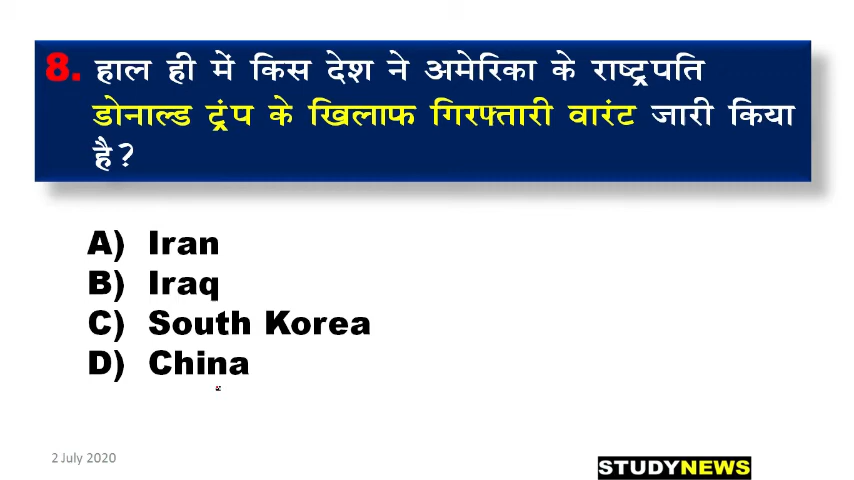 8. हाल ही में किस देश ने अमेरिका के राष्ट्रपति
डोनाल्ड ट्रंप के खिलाफ गिरफ्तारी वारंट जारी किया
है?
A) Iran
B) Iraq
C) South Korea
D) China
2 July 2020
STUDYNEWS